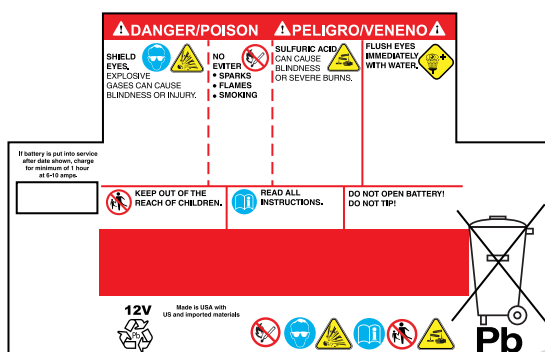 DANGER/POISON
PELIGRO/VENENO
SHIELD
EYES.
EXPLOSIVE
GASES CAN CAUSE
BLINDNESS OR INJURY.
NO
EVITER
• SPARKS
• FLAMES
• SMOKING
SULFURIC ACID
CAN CAUSE
BLINDNESS
OR SEVERE BURNS.
FLUSH EYES
IMMEDIATELY
WITH WATER.
If battery is put into service
after date shown, charge
for minimum of 1 hour
at 6-10 amps.
KEEP OUT OF THE
REACH OF CHILDREN.
READ ALL
INSTRUCTIONS.
DO NOT OPEN BATTERY!
DO NOT TIP!
12V
Pb
Made is USA with
US and imported materials
Pb